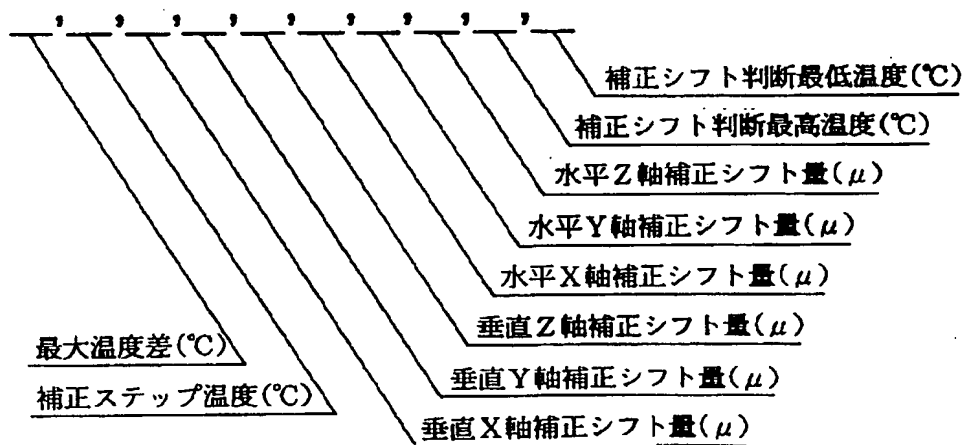 , , , , , , , , ,
補正シフト判断最低温度(℃)
補正シフト判断最高温度(℃)
水平Z軸補正シフト量(μ)
水平Y軸補正シフト量(μ)
水平X軸補正シフト量(μ)
垂直Z軸補正シフト量(μ)
最大温度差(℃)
垂直Y軸補正シフト量(μ)
補正ステップ温度(℃)
垂直X軸補正シフト量(μ)